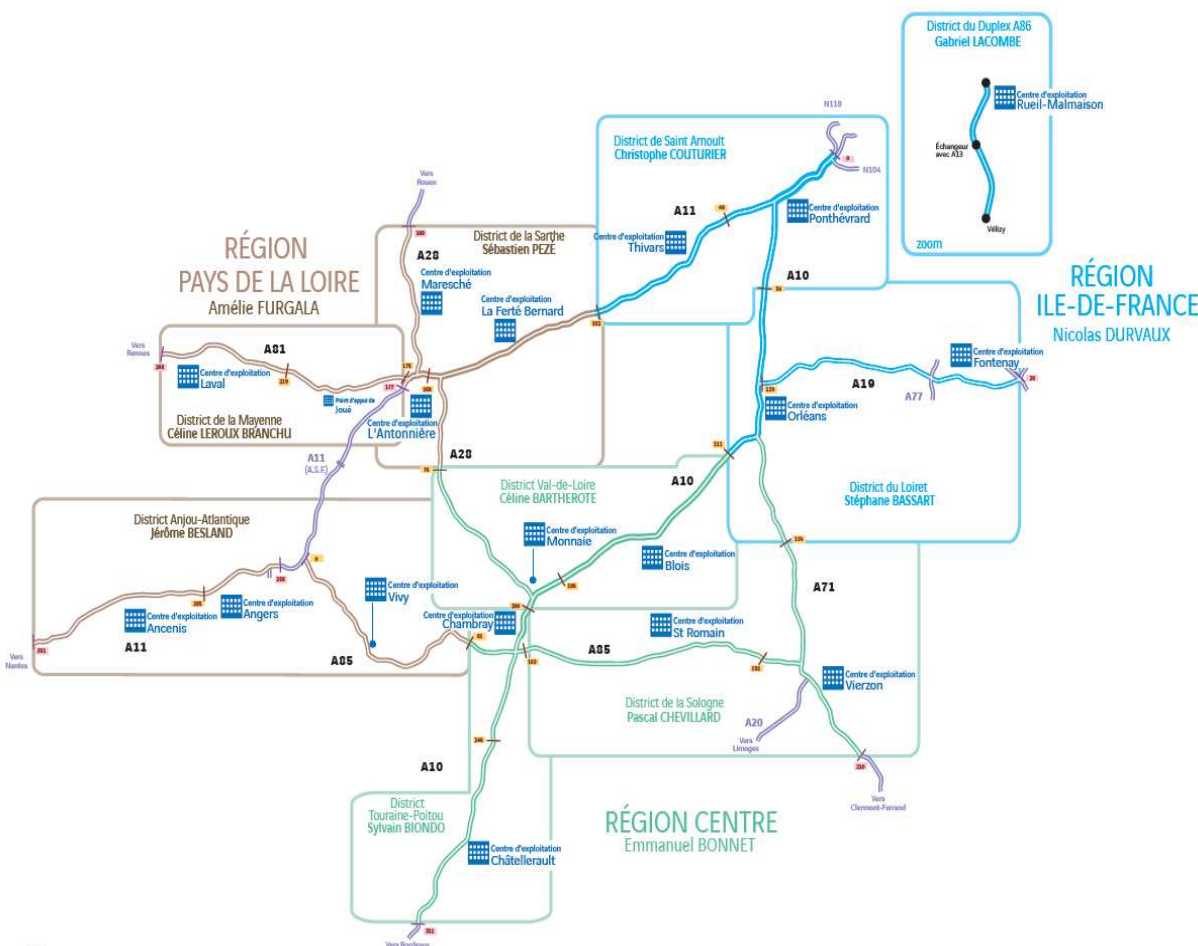 District du Duplex A86
Gabriel LACOMBE
Centre d'exploitation
Rueil-Malmaison
Échangeur
avec A13
Vélizy
zoom
N118
9
N104
District de Saint Arnoult
Christophe COUTURIER
Centre d'exploitation
Ponthévrard
A11
Centre d'exploitation
Thivars
A10
Vers
Rouen
RÉGION
PAYS DE LA LOIRE
Amélie FURGALA
District de la Sarthe
Sébastien PEZÉ
A28
Centre d'exploitation
Maresché
Centre d'exploitation
La Ferté Bernard
RÉGION
ILE-DE-FRANCE
Nicolas DURVAUX
Vers
Rennes
A81
Centre d'exploitation
Laval
Point d'appui de
Joué
175
177
Centre d'exploitation
L'Antonnière
District de la Mayenne
Céline LEROUX BRANCHU
Centre d'exploitation
Fontenay
A19
A77
Centre d'exploitation
Orléans
A11
(A.S.F.)
A28
District Val-de-Loire
Céline BARTHEROTE
A10
District du Loiret
Stéphane BASSART
District Anjou-Atlantique
Jérôme BESLAND
Centre d'exploitation
Monnaie
Centre d'exploitation
Blois
Centre d'exploitation
Vivy
A71
Centre d'exploitation
Ancenis
Centre d'exploitation
Angers
Centre d'exploitation
Chambray
Centre d'exploitation
St Romain
A11
Vers
Nantes
A85
A85
Centre d'exploitation
Vierzon
District de la Sologne
Pascal CHEVILLARD
A20
Vers
Limoges
A10
Vers
Clermont-Ferrand
District
Touraine-Poitou
Sylvain BIONDO
RÉGION CENTRE
Emmanuel BONNET
Centre d'exploitation
Châtellerault
Vers Bordeaux